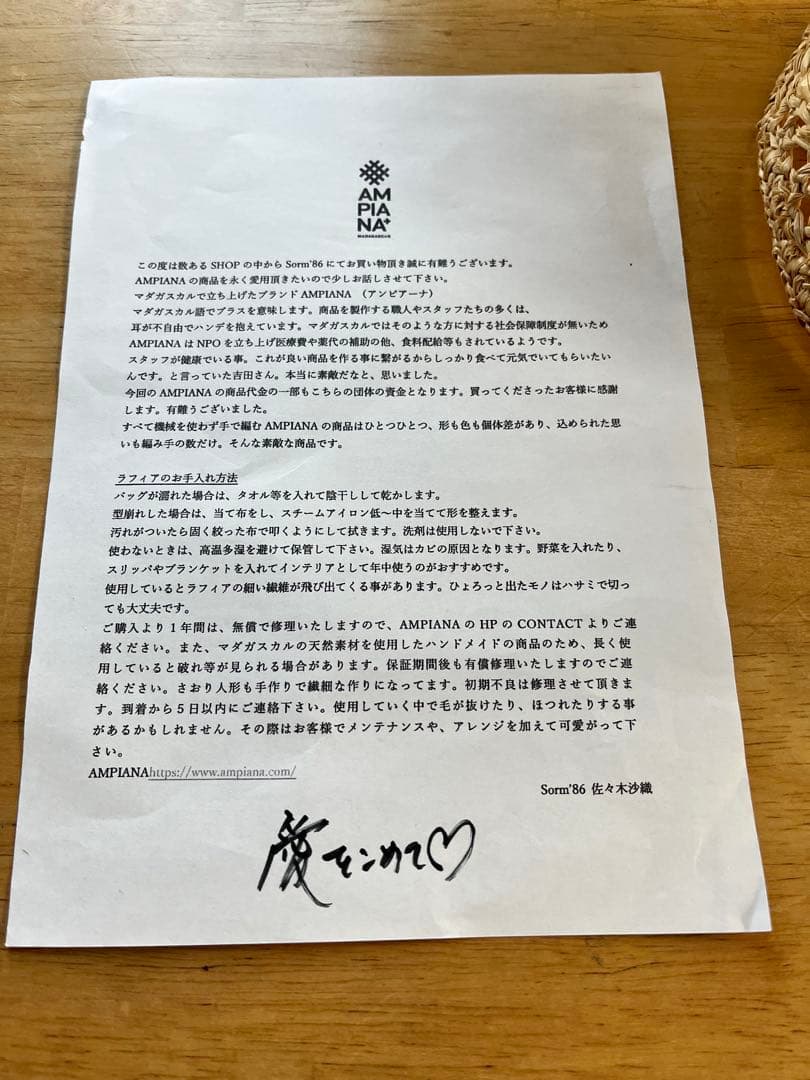 AM
PIA
NA+
MADAGASCAR
この度は数ある SHOP の中から Sorm'86 にてお買い物頂き誠に有難うございます。
AMPIANA の商品を永く愛用頂きたいので少しお話しさせて下さい。
マダガスカルで立ち上げたブランド AMPIANA （アンピアーナ）
マダガスカル語でプラスを意味します。商品を製作する職人やスタッフたちの多くは、
耳が不自由でハンデを抱えています。マダガスカルではそのような方に対する社会保障制度が無いため
AMPIANA は NPO を立ち上げ医療費や薬代の補助の他、食料配給等もされているようです。
スタッフが健康でいる事。これが良い商品を作る事に繋がるからしっかり食べて元気でいてもらいたい
んです。と言っていた吉田さん。本当に素敵だなと、思いました。
今回の AMPIANA の商品代金の一部もこちらの団体の資金となります。買ってくださったお客様に感謝
します。有難うございました。
すべて機械を使わず手で編む AMPIANA の商品はひとつひとつ、形も色も個体差があり、込められた思
いも編み手の数だけ。そんな素敵な商品です。
ラフィアのお手入れ方法
バッグが濡れた場合は、タオル等を入れて陰干しして乾かします。
型崩れした場合は、当て布をし、スチームアイロン低～中を当てて形を整えます。
汚れがついたら固く絞った布で叩くようにして拭きます。洗剤は使用しないで下さい。
使わないときは、高温多湿を避けて保管して下さい。湿気はカビの原因となります。野菜を入れたり、
スリッパやブランケットを入れてインテリアとして年中使うのがおすすめです。
使用しているとラフィアの細い繊維が飛び出てくる事があります。ひょろっと出たモノはハサミで切っ
ても大丈夫です。
ご購入より１年間は、無償で修理いたしますので、AMPIANA の HP の CONTACT よりご連
絡ください。また、マダガスカルの天然素材を使用したハンドメイドの商品のため、長く使
用していると破れ等が見られる場合があります。保証期間後も有償修理いたしますのでご連
絡ください。さおり人形も手作りで繊細な作りになってます。初期不良は修理させて頂きま
す。到着から５日以内にご連絡下さい。使用していく中で毛が抜けたり、ほつれたりする事
があるかもしれません。その際はお客様でメンテナンスや、アレンジを加えて可愛がって下
さい。
AMPIANAhttps://www.ampiana.com/
Sorm'86 佐々木沙織
愛をこめて♡